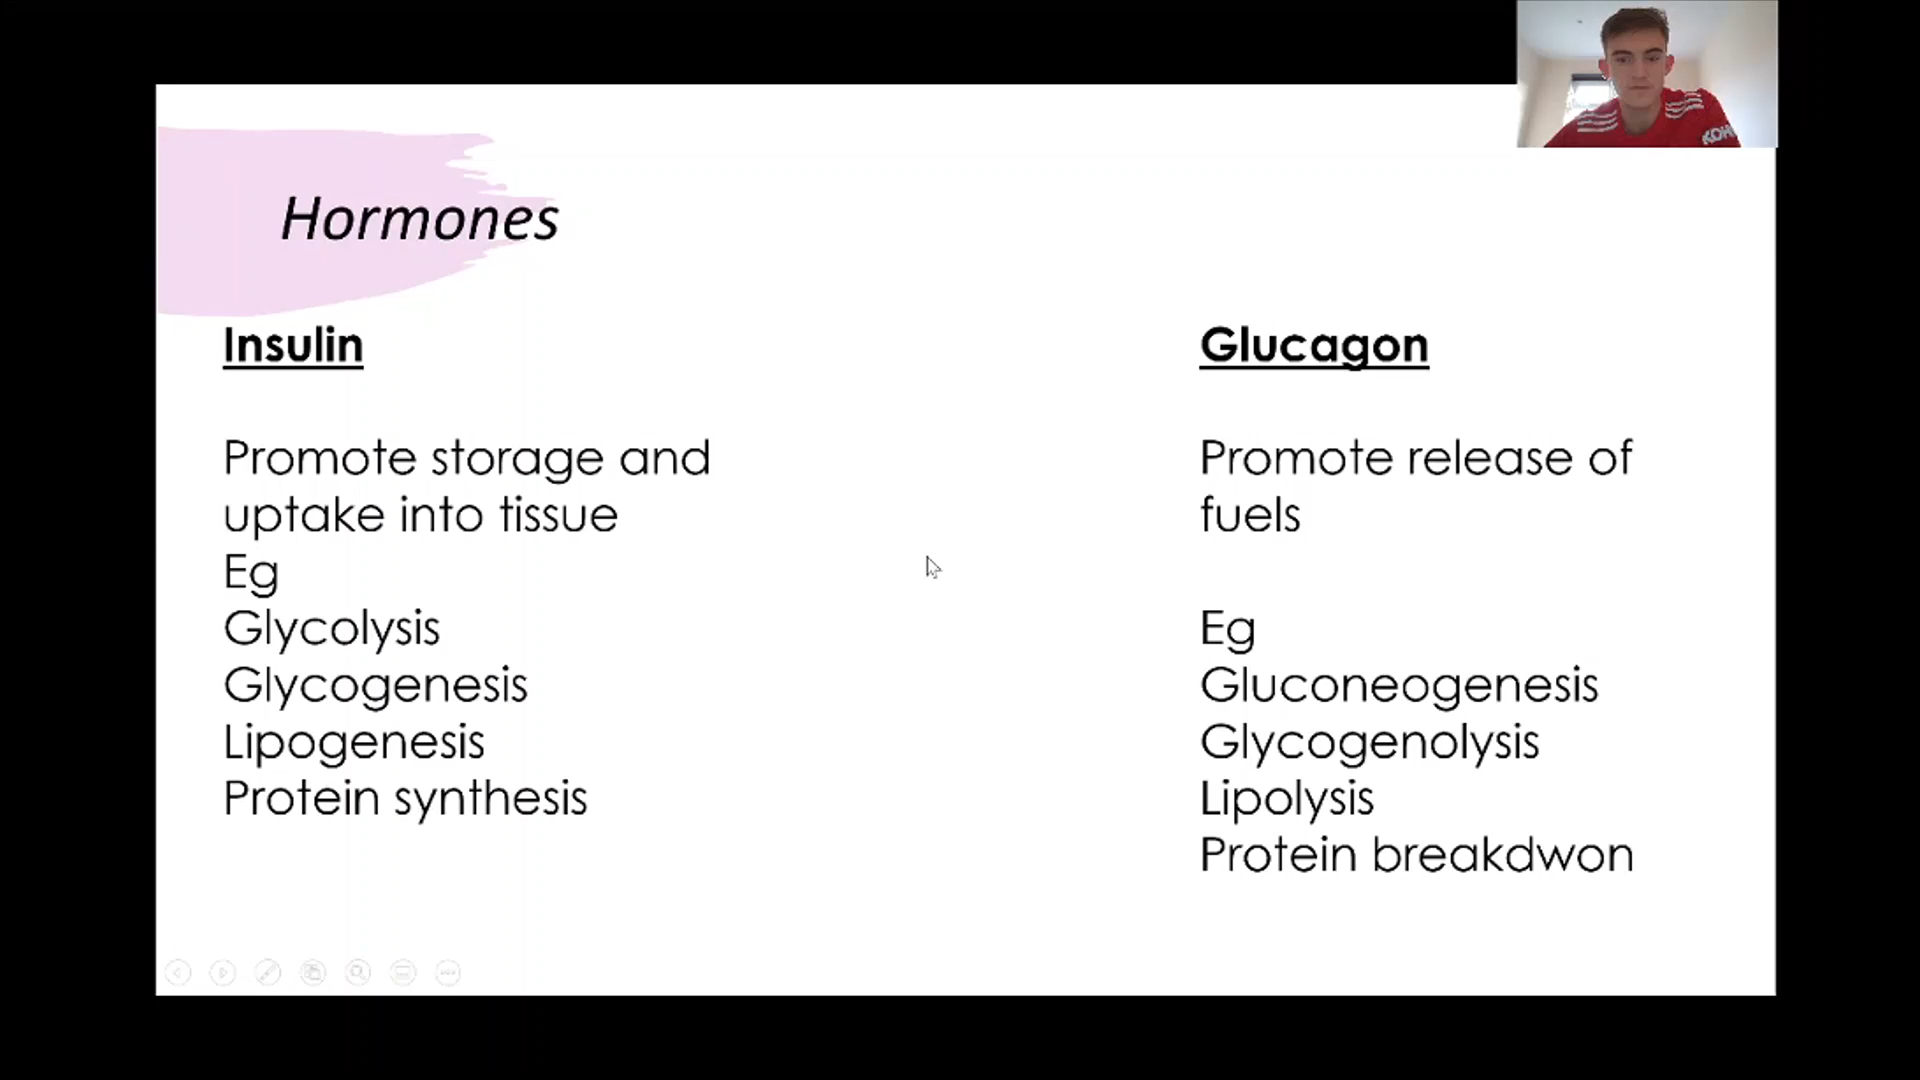 Hormones
Insulin
Promote storage and
uptake into tissue
Eg
Glycolysis
Glycogenesis
Lipogenesis
Protein synthesis
Glucagon
Promote release of
fuels
Eg
Gluconeogenesis
Glycogenolysis
Lipolysis
Protein breakdwon